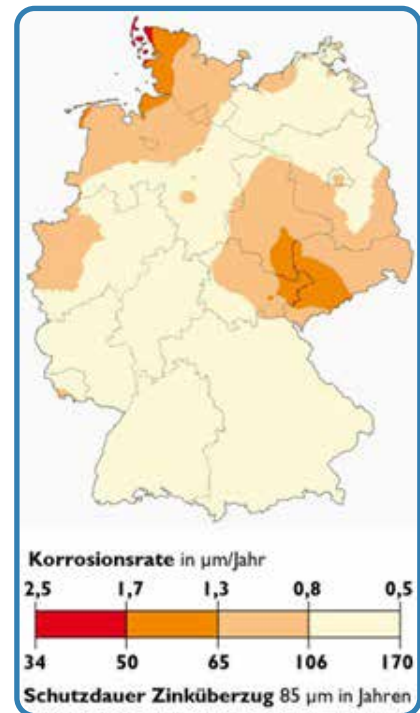 Korrosionsrate in µm/Jahr
2,5 1,7 1,3 0,8 0,5
34 50 65 106 170
Schutzdauer Zinküberzug 85 µm in Jahren